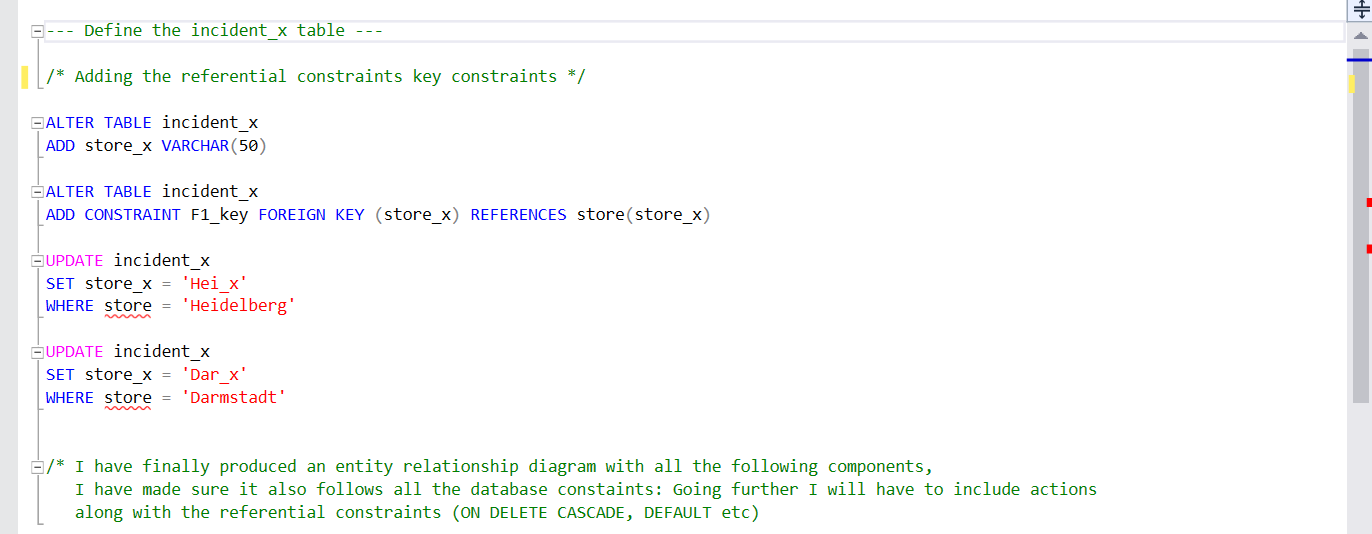 --- Define the incident_x table ---
/* Adding the referential constraints key constraints */
ALTER TABLE incident_x
ADD store_x VARCHAR(50)
ALTER TABLE incident_x
ADD CONSTRAINT F1_key FOREIGN KEY (store_x) REFERENCES store(store_x)
UPDATE incident_x
SET store_x = 'Hei_x'
WHERE store = 'Heidelberg'
UPDATE incident_x
SET store_x = 'Dar_x'
WHERE store = 'Darmstadt'
/* I have finally produced an entity relationship diagram with all the following components,
I have made sure it also follows all the database constaints: Going further I will have to include actions
along with the referential constraints (ON DELETE CASCADE, DEFAULT etc)